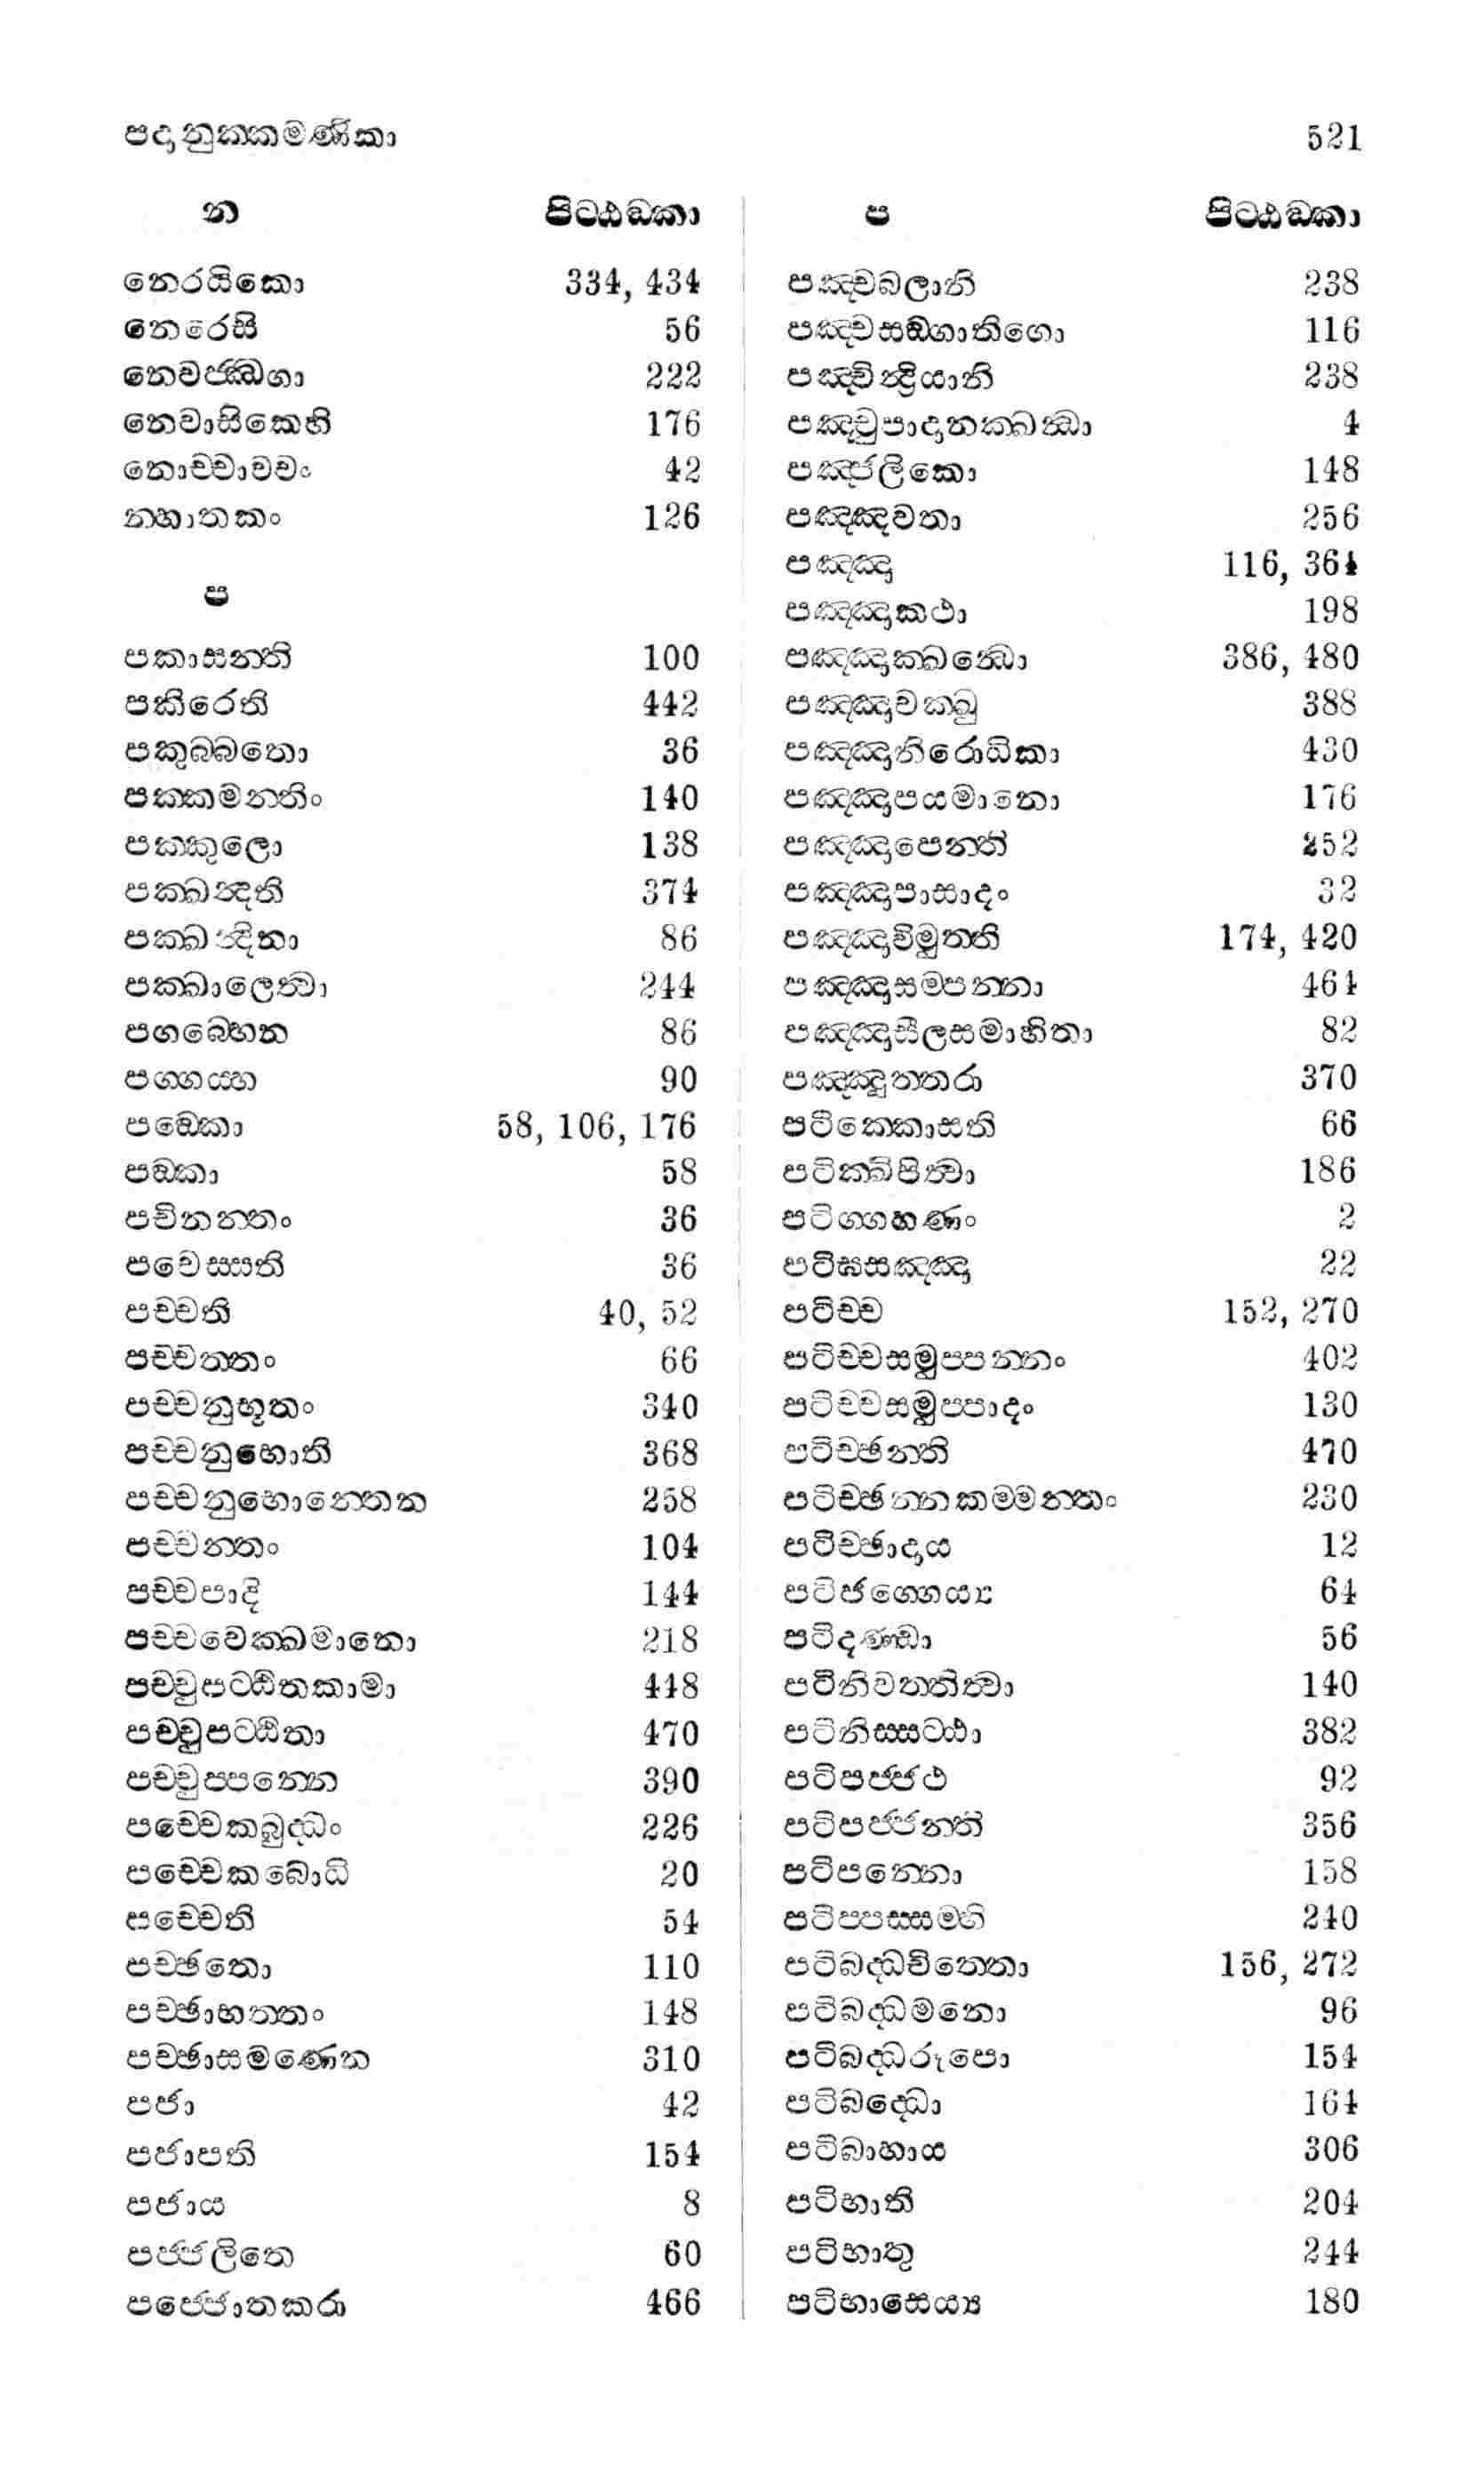 පදානුක්කමණිකා 521
න පිට්ඨඞ්කා
නෙරයිකො 334, 434
නෙරෙසි 56
නෙවජ්ඣගා 222
නෙවාසිකෙහි 176
නොච්චාවචං 42
නහාතකං 126
ප
පකාසන්ති 100
පකිරෙති 442
පකුබ්බතො 36
පක්කමන්තිං 140
පක්කුලො 138
පක්ඛන්දති 374
පක්ඛන්දිනා 86
පක්ඛාලෙත්වා 244
පගබ්භෙන 86
පග්ගය්හ 90
පඞ්කො 58, 106, 176
පඞ්කා 58
පචිනන්තං 36
පචෙස්සති 36
පච්චති 40, 52
පච්චත්තං 66
පච්චනුභූතං 340
පච්චනුභොති 368
පච්චනුභොන්තෙන 258
පච්චන්තං 104
පච්චපාදි 144
පච්චවෙක්ඛමානො 218
පච්චුපට්ඨිතකාමා 448
පච්චුපට්ඨිතා 470
පච්චුප්පන්නෙන 390
පච්චෙකබුද්ධං 226
පච්චෙකබොධි 20
පච්චෙති 54
පච්ඡතො 110
පච්ඡාභත්තං 148
පච්ඡාසමණෙන 310
පජා 42
පජාපති 154
පජාය 8
පජ්ජලිතෙ 60
පජ්ජොතකරා 466
ප පිට්ඨඞ්කා
පඤ්චබලානි 238
පඤ්චසඞ්ගාතිගො 116
පඤ්චින්ද්‍රියානි 238
පඤ්චුපාදානක්ඛන්ධා 4
පඤ්ජලිකො 148
පඤ්ඤවතා 256
පඤ්ඤා 116, 364
පඤ්ඤාකථා 198
පඤ්ඤාක්ඛන්ධො 386, 480
පඤ්ඤාචක්ඛු 388
පඤ්ඤානිරොධිකා 430
පඤ්ඤාපයමානො 176
පඤ්ඤාපෙන්ති 252
පඤ්ඤාපාසාදං 32
පඤ්ඤාවිමුත්ති 174, 420
පඤ්ඤාසම්පන්නා 464
පඤ්ඤාසීලසමාහිතා 82
පඤ්ඤුත්තරා 370
පටික්කොසති 66
පටික්ඛිපිත්වා 186
පටිග්ගහණං 2
පටිඝසඤ්ඤා 22
පටිච්ච 152, 270
පටිච්චසමුප්පන්නං 402
පටිච්චසමුප්පාදං 130
පටිච්ඡන්ති 470
පටිච්ඡන්නකම්මන්තං 230
පටිච්ඡාදාය 12
පටිජග්ගෙය්‍ය 64
පටිදණ්ඩා 56
පටිනිවත්තිත්වා 140
පටිනිස්සට්ඨා 382
පටිපජ්ජථ 92
පටිපජ්ජන්ති 356
පටිපන්නො 158
පටිප්පස්සම්භි 240
පටිබද්ධචිත්තො 156, 272
පටිබද්ධමනො 96
පටිබද්ධරූපො 154
පටිබද්ධො 164
පටිබාහාය 306
පටිභාති 204
පටිභාතු 244
පටිභාසෙය්‍ය 180